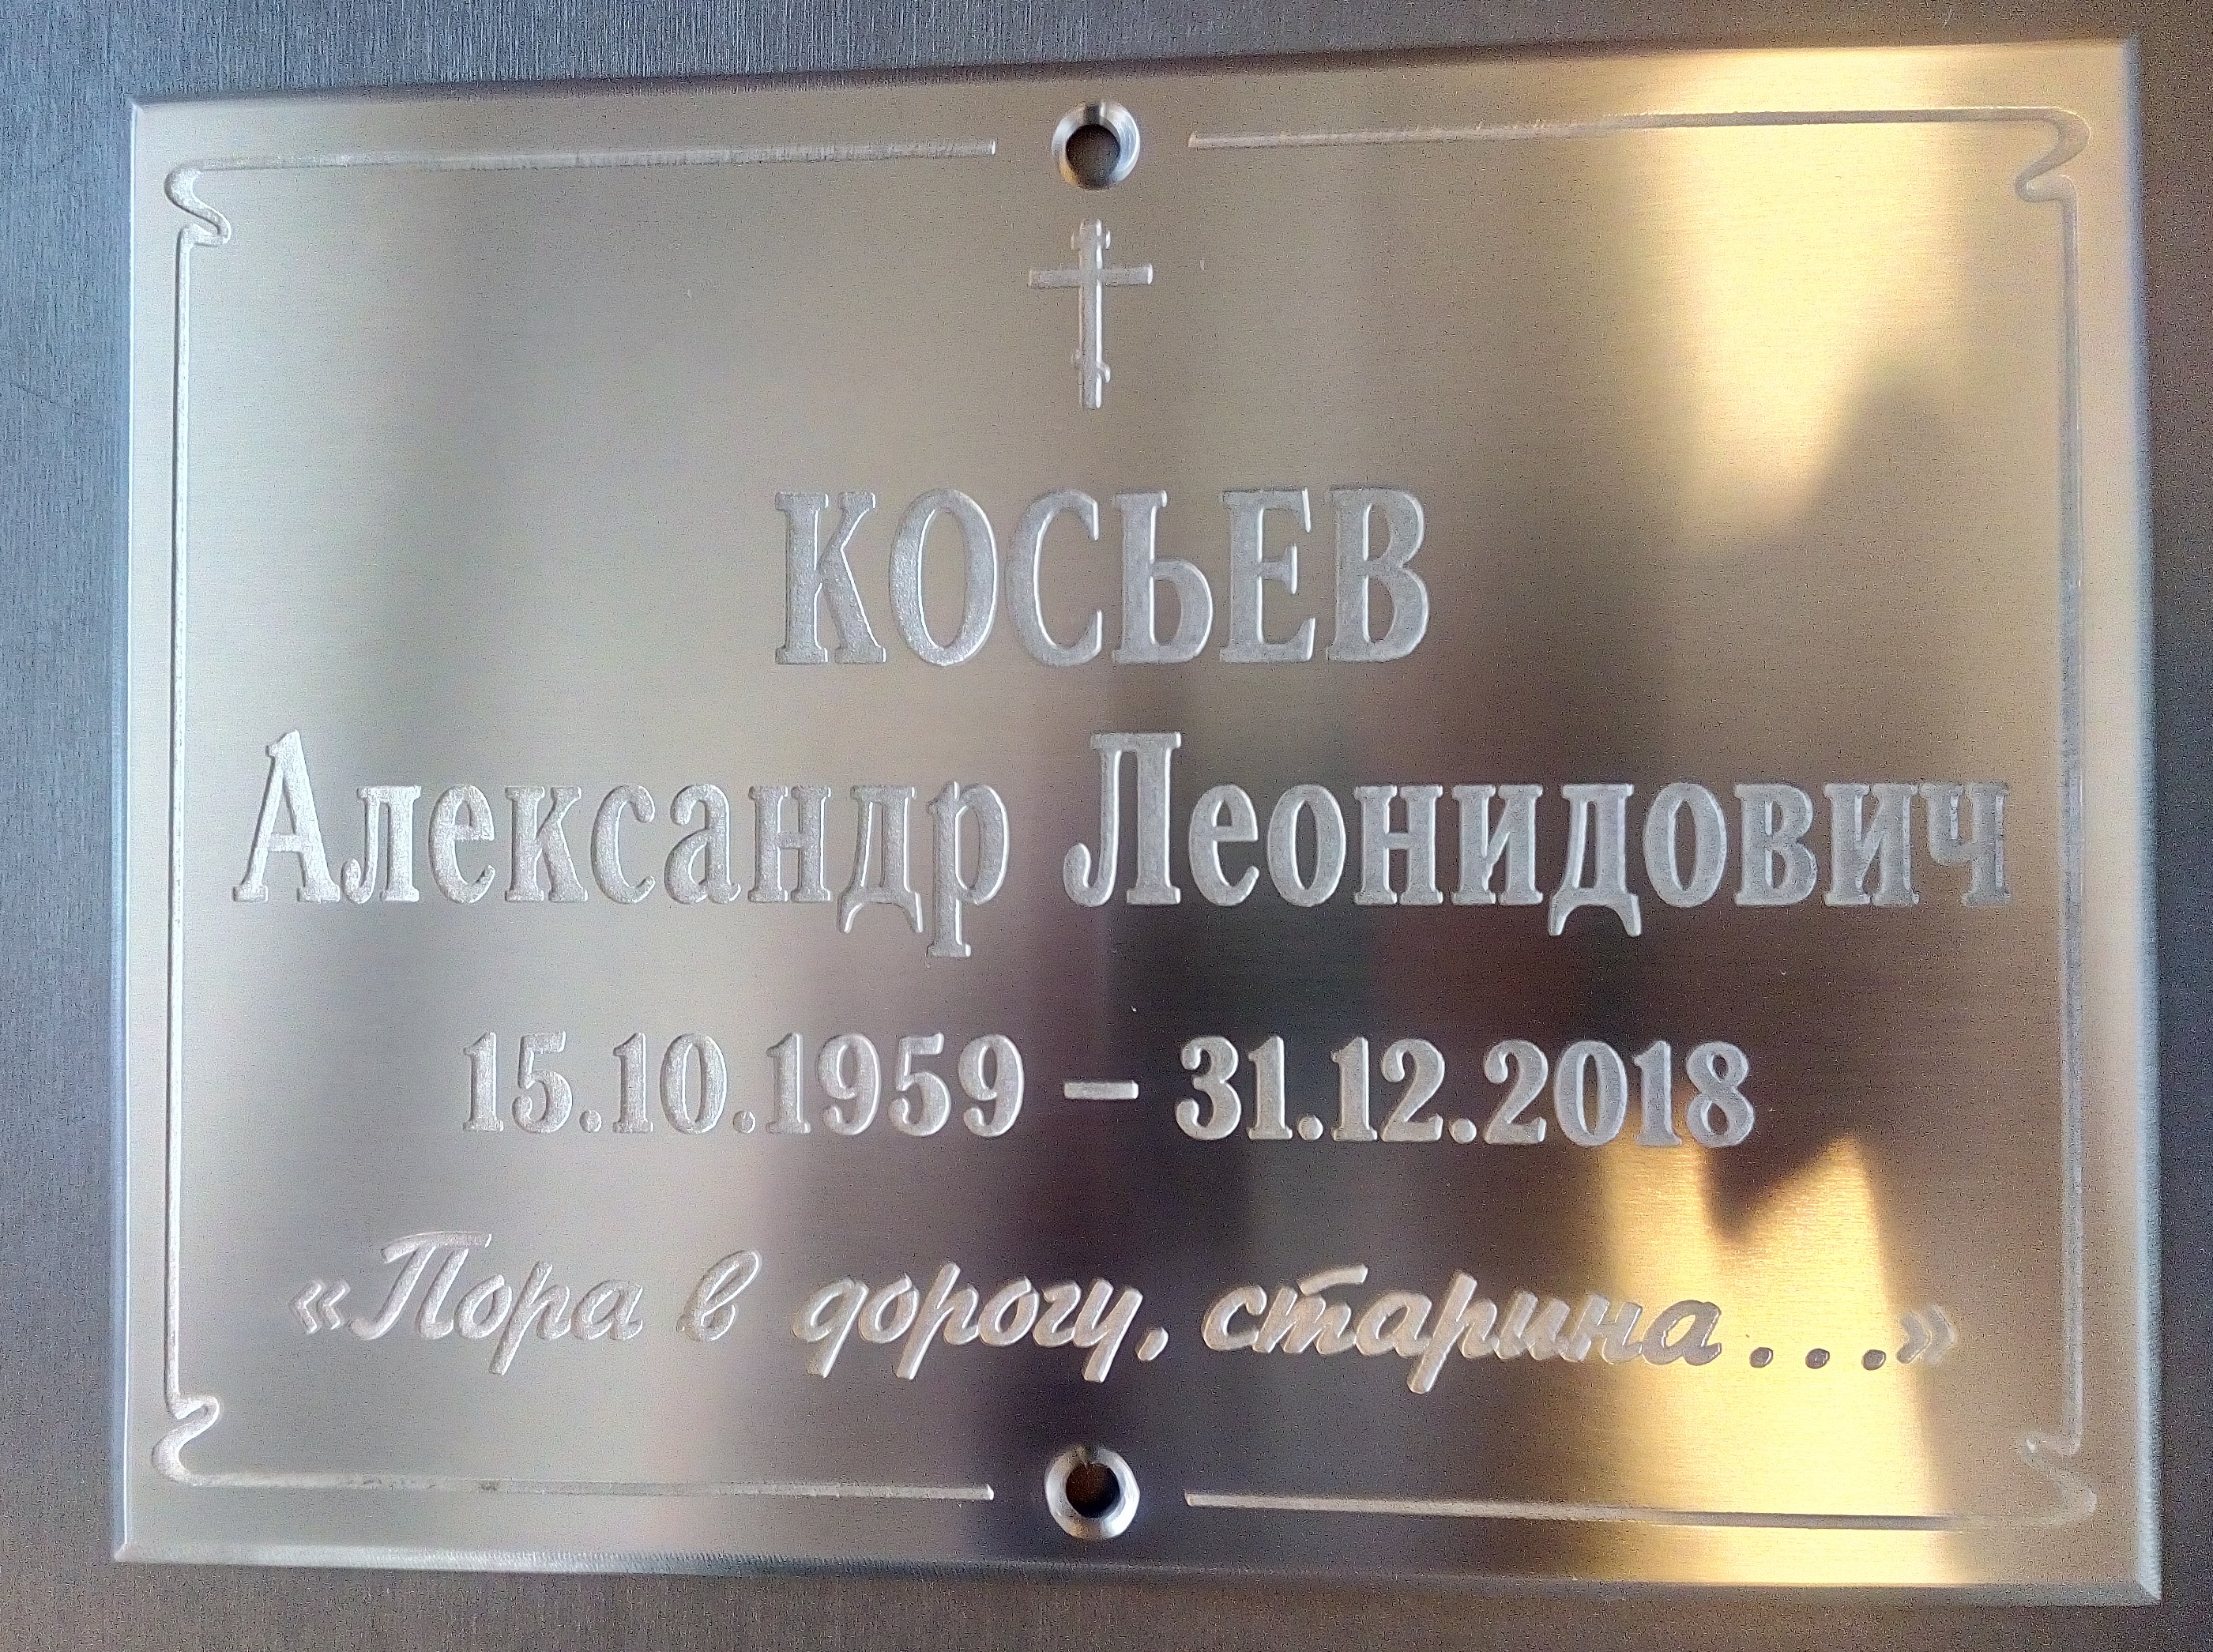 КОСЬЕВ
Александр Леонидович
15.10.1959 – 31.12.2018
«Пора в дорогу, старина...»